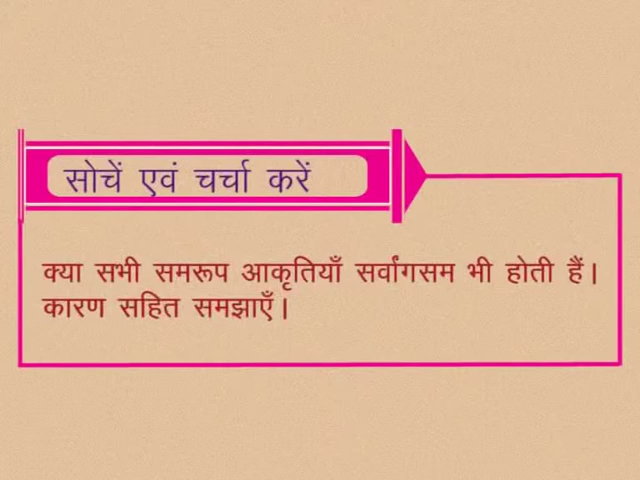 सोचें एवं चर्चा करें
क्या सभी समरूप आकृतियाँ सर्वांगसम भी होती हैं।
कारण सहित समझाएँ।